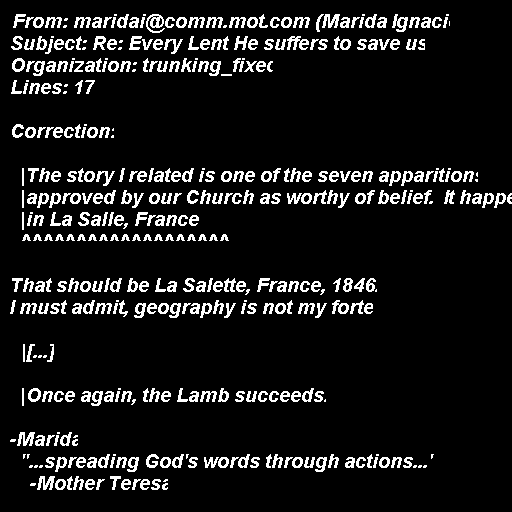 From: maridai@comm.mot.com (Marida Ignacio
Subject: Re: Every Lent He suffers to save us
Organization: trunking_fixed
Lines: 17
Correction:
|The story I related is one of the seven apparitions
|approved by our Church as worthy of belief.  It happe
|in La Salle, France
^^^^^^^^^^^^^^^^^^^
That should be La Salette, France, 1846.
I must admit, geography is not my forte
|[...]
|Once again, the Lamb succeeds.
-Marida
"...spreading God's words through actions..."
-Mother Teresa